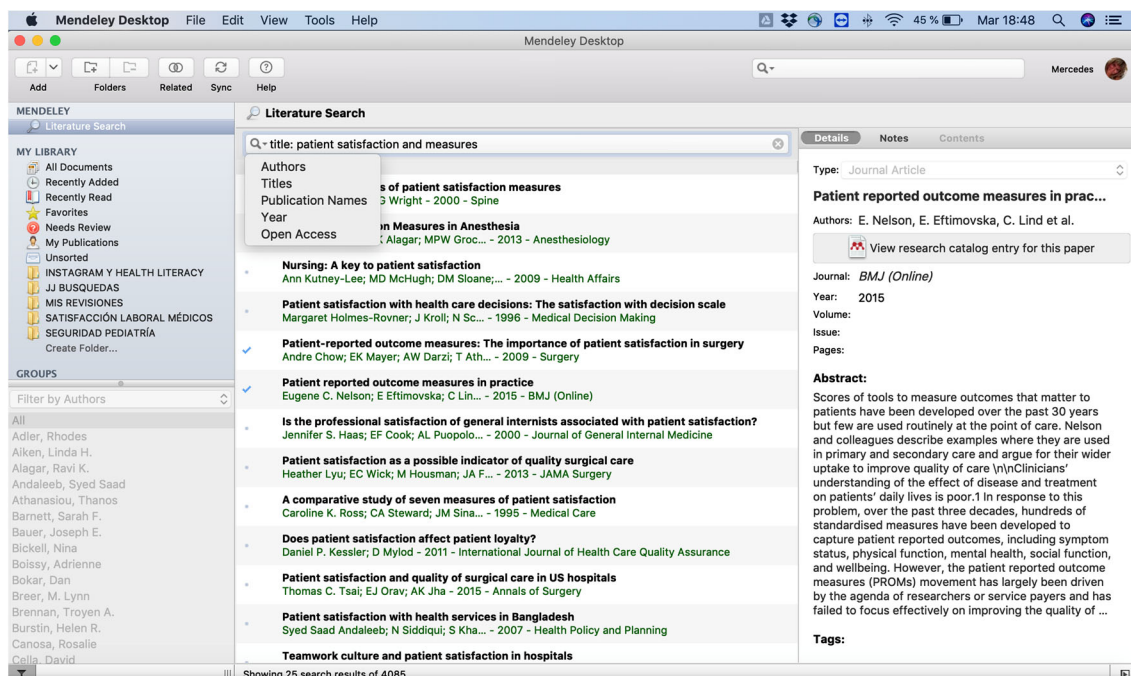 Mendeley Desktop File Edit View Tools Help 45 % Mar 18:48
Mendeley Desktop
Add Folders Related Sync Help
Mercedes
MENDELEY
Literature Search
MY LIBRARY
All Documents
Recently Added
Recently Read
Favorites
Needs Review
My Publications
Unsorted
INSTAGRAM Y HEALTH LITERACY
JJ BUSQUEDAS
MIS REVISIONES
SATISFACCIÓN LABORAL MÉDICOS
SEGURIDAD PEDIATRÍA
Create Folder...
GROUPS
Filter by Authors
All
Adler, Rhodes
Aiken, Linda H.
Alagar, Ravi K.
Andaleeb, Syed Saad
Athanasiou, Thanos
Barnett, Sarah F.
Bauer, Joseph E.
Bickell, Nina
Boissy, Adrienne
Bokar, Dan
Breer, M. Lynn
Brennan, Troyen A.
Burstin, Helen R.
Canosa, Rosalie
Cella, David
Literature Search
title: patient satisfaction and measures
Authors
Titles
Publication Names
Year
Open Access
s of patient satisfaction measures
G Wright - 2000 - Spine
on Measures in Anesthesia
Alagar; MPW Groc... - 2013 - Anesthesiology
Nursing: A key to patient satisfaction
Ann Kutney-Lee; MD McHugh; DM Sloane;... - 2009 - Health Affairs
Patient satisfaction with health care decisions: The satisfaction with decision scale
Margaret Holmes-Rovner; J Kroll; N Sc... - 1996 - Medical Decision Making
Patient-reported outcome measures: The importance of patient satisfaction in surgery
Andre Chow; EK Mayer; AW Darzi; T Ath... - 2009 - Surgery
Patient reported outcome measures in practice
Eugene C. Nelson; E Eftimovska; C Lin... - 2015 - BMJ (Online)
Is the professional satisfaction of general internists associated with patient satisfaction?
Jennifer S. Haas; EF Cook; AL Puopolo... - 2000 - Journal of General Internal Medicine
Patient satisfaction as a possible indicator of quality surgical care
Heather Lyu; EC Wick; M Housman; JA F... - 2013 - JAMA Surgery
A comparative study of seven measures of patient satisfaction
Caroline K. Ross; CA Steward; JM Sina... - 1995 - Medical Care
Does patient satisfaction affect patient loyalty?
Daniel P. Kessler; D Mylod - 2011 - International Journal of Health Care Quality Assurance
Patient satisfaction and quality of surgical care in US hospitals
Thomas C. Tsai; EJ Orav; AK Jha - 2015 - Annals of Surgery
Patient satisfaction with health services in Bangladesh
Syed Saad Andaleeb; N Siddiqui; S Kha... - 2007 - Health Policy and Planning
Teamwork culture and patient satisfaction in hospitals
Showing 25 search results of 4085
Details Notes Contents
Type: Journal Article
Patient reported outcome measures in prac...
Authors: E. Nelson, E. Eftimovska, C. Lind et al.
View research catalog entry for this paper
Journal: BMJ (Online)
Year: 2015
Volume:
Issue:
Pages:
Abstract:
Scores of tools to measure outcomes that matter to
patients have been developed over the past 30 years
but few are used routinely at the point of care. Nelson
and colleagues describe examples where they are used
in primary and secondary care and argue for their wider
uptake to improve quality of care \n\nClinicians'
understanding of the effect of disease and treatment
on patients' daily lives is poor.1 In response to this
problem, over the past three decades, hundreds of
standardised measures have been developed to
capture patient reported outcomes, including symptom
status, physical function, mental health, social function,
and wellbeing. However, the patient reported outcome
measures (PROMs) movement has largely been driven
by the agenda of researchers or service payers and has
failed to focus effectively on improving the quality of ...
Tags: